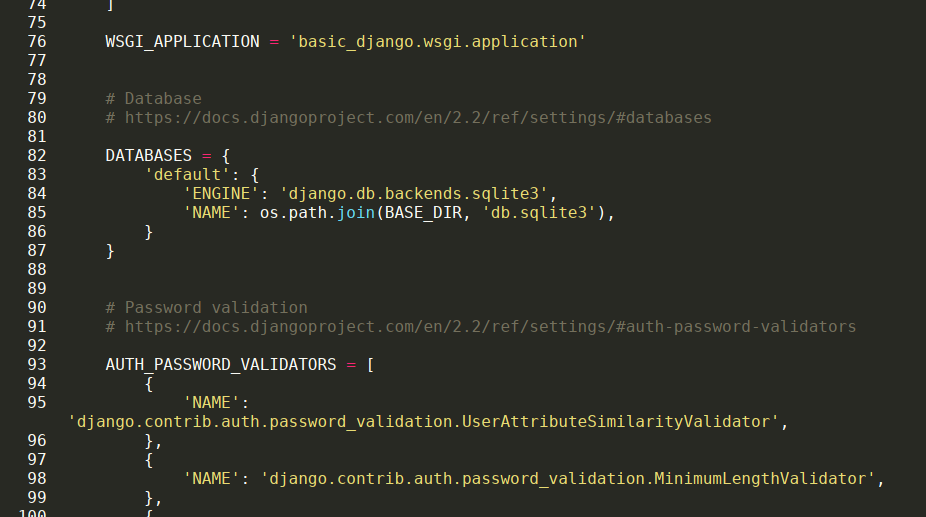 74 ]
75
76 WSGI_APPLICATION = 'basic_django.wsgi.application'
77
78
79 # Database
80 # https://docs.djangoproject.com/en/2.2/ref/settings/#databases
81
82 DATABASES = {
83 'default': {
84 'ENGINE': 'django.db.backends.sqlite3',
85 'NAME': os.path.join(BASE_DIR, 'db.sqlite3'),
86 }
87 }
88
89
90 # Password validation
91 # https://docs.djangoproject.com/en/2.2/ref/settings/#auth-password-validators
92
93 AUTH_PASSWORD_VALIDATORS = [
94 {
95 'NAME':
'django.contrib.auth.password_validation.UserAttributeSimilarityValidator',
96 },
97 {
98 'NAME': 'django.contrib.auth.password_validation.MinimumLengthValidator',
99 },
100 {